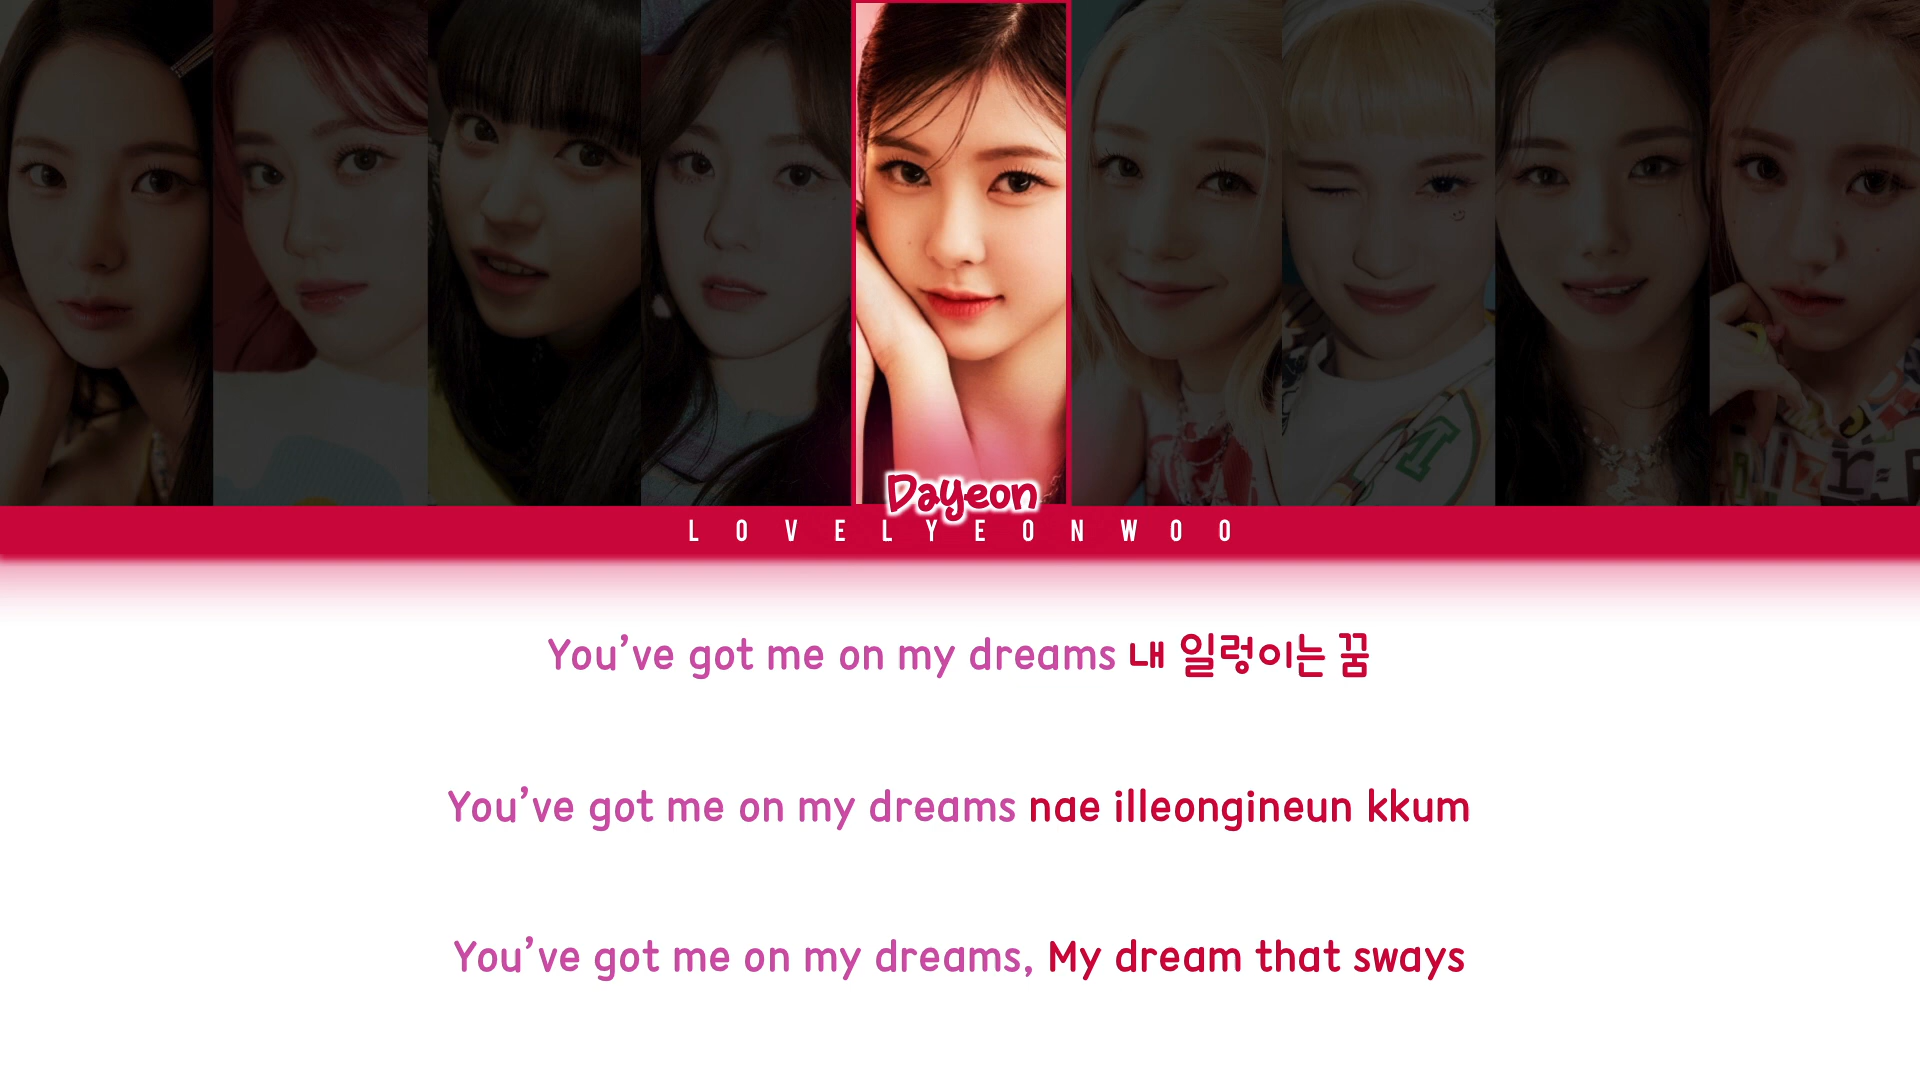 Dayeon
LOVELYEONWOO
You've got me on my dreams 내 일렁이는 꿈
You've got me on my dreams nae illeongineun kkum
You've got me on my dreams, My dream that sways